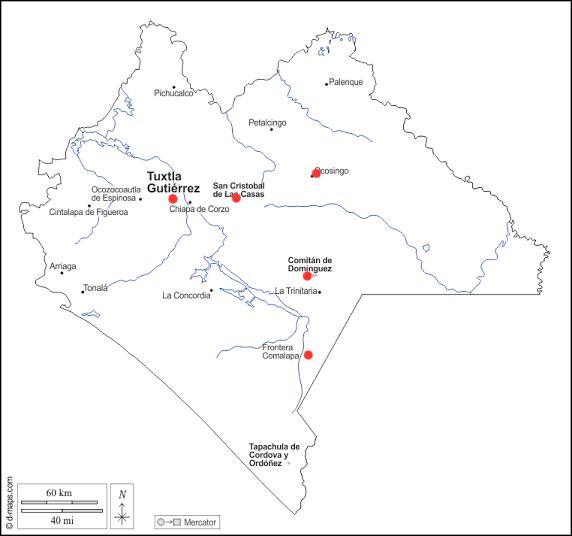 Palenque
Pichucalco
Petalcingo
Ocosingo
Tuxtla
Gutiérrez
San Cristobal
de Las Casas
Ocozocoautla
de Espinosa
Chiapa de Corzo
Cintalapa de Figueroa
Comitán de
Domínguez
Arriaga
Tonalá
La Concordia
La Trinitaria
Frontera
Comalapa
Tapachula de
Cordova y
Ordóñez
60 km
40 mi
N
Mercator
© d-maps.com